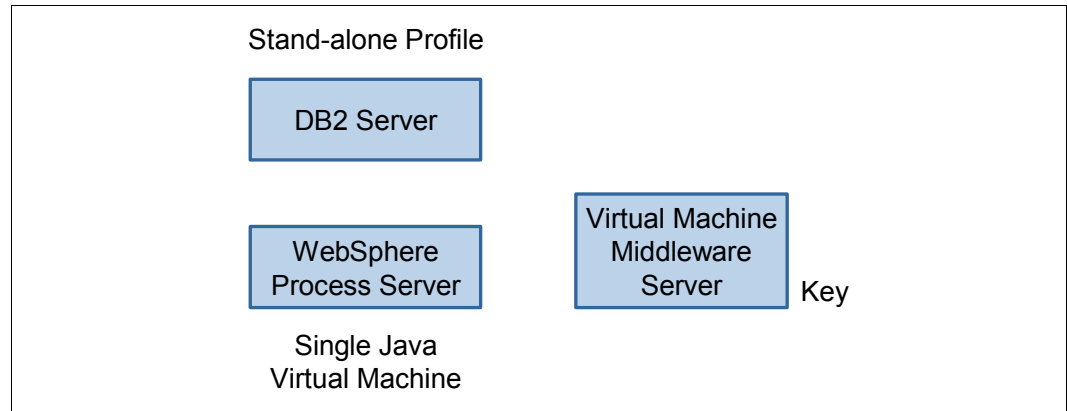 Stand-alone Profile
DB2 Server
WebSphere
Process Server
Single Java
Virtual Machine
Virtual Machine
Middleware
Server
Key